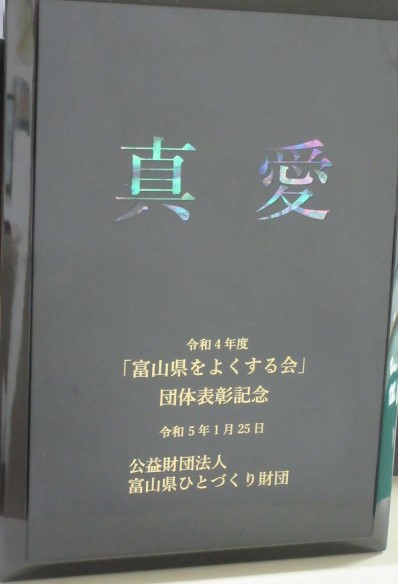 真 愛
令和4年度
「富山県をよくする会」
団体表彰記念
令和5年1月25日
公益財団法人
富山県ひとづくり財団